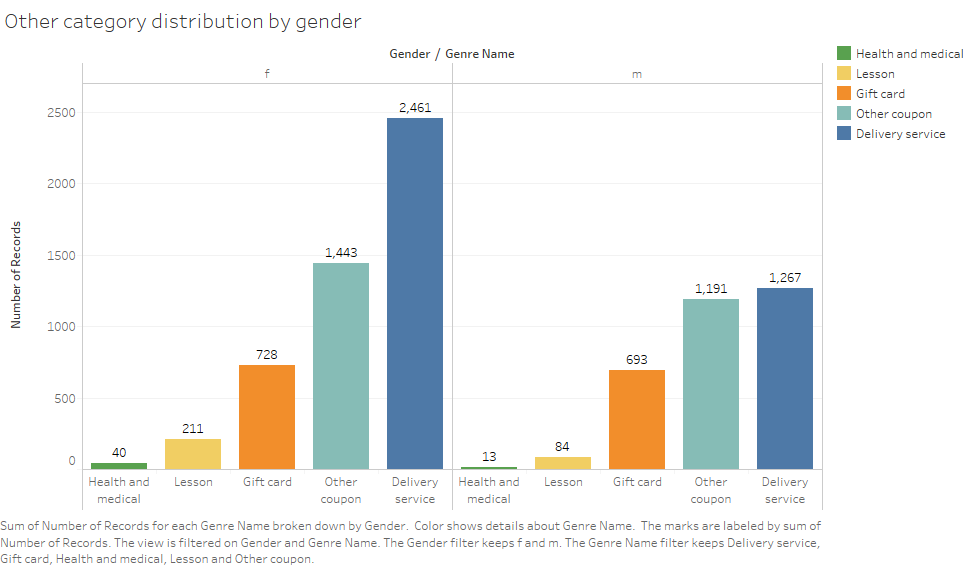 Other category distribution by gender
Gender / Genre Name
f
m
Health and medical
Lesson
Gift card
Other coupon
Delivery service
Number of Records
2500
2000
1500
1000
500
0
40
211
728
1,443
2,461
13
84
693
1,191
1,267
Health and
medical
Lesson
Gift card
Other
coupon
Delivery
service
Health and
medical
Lesson
Gift card
Other
coupon
Delivery
service
Sum of Number of Records for each Genre Name broken down by Gender. Color shows details about Genre Name. The marks are labeled by sum of
Number of Records. The view is filtered on Gender and Genre Name. The Gender filter keeps f and m. The Genre Name filter keeps Delivery service,
Gift card, Health and medical, Lesson and Other coupon.